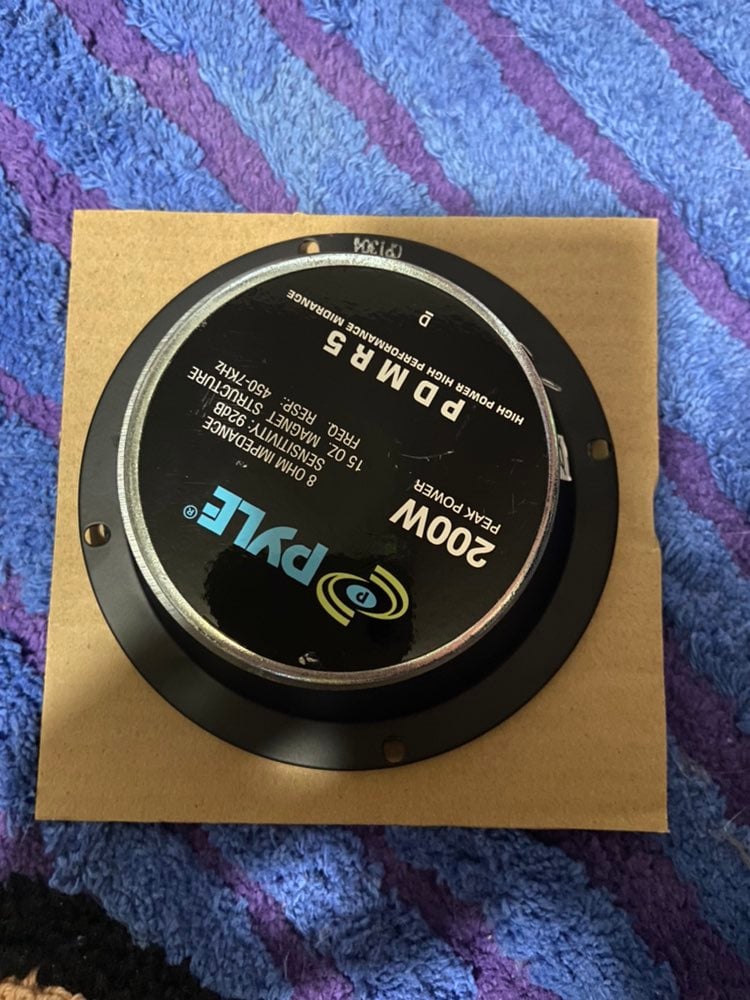 PYLE®
200W
PEAK POWER
8 OHM IMPEDANCE
SENSITIVITY: 92dB
15 OZ. MAGNET STRUCTURE
FREQ. RESP.: 450-7KHz
PDMR5
HIGH POWER HIGH PERFORMANCE MIDRANGE